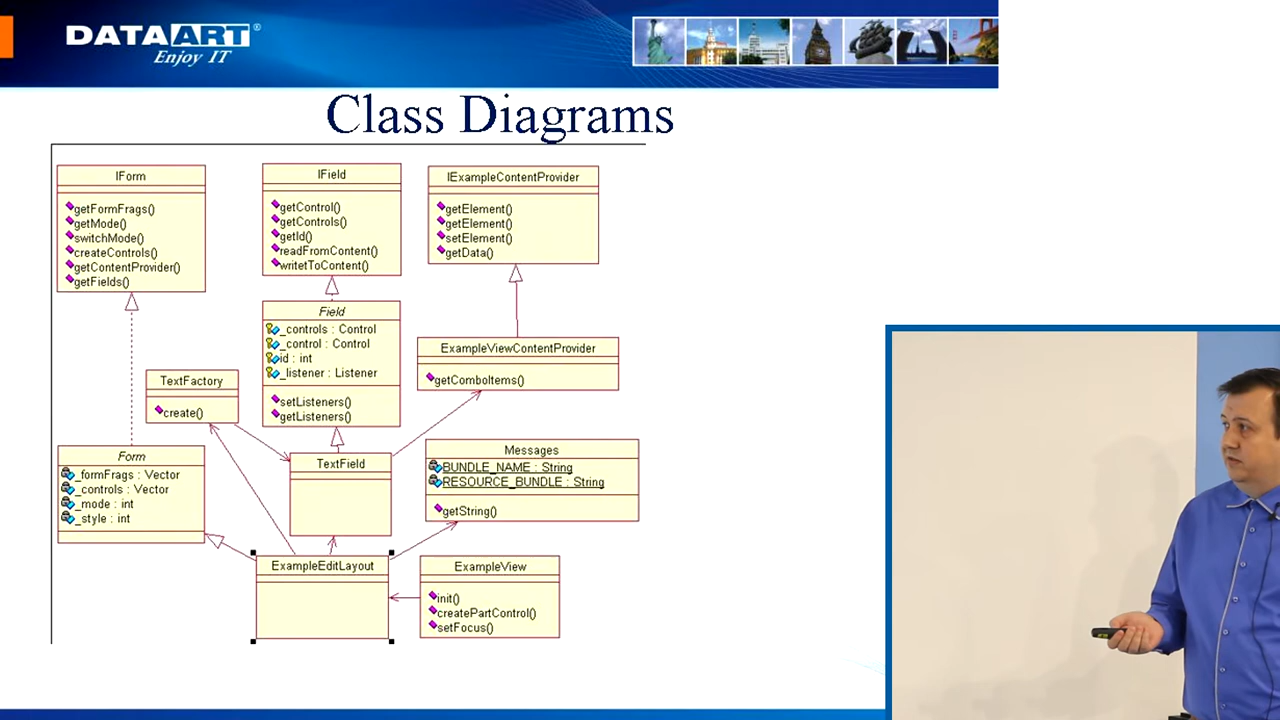 DATAART®
Enjoy IT
Class Diagrams
IForm
getFormFrags()
getMode()
switchMode()
createControls()
getContentProvider()
getFields()
IField
getControl()
getControls()
getId()
readFromContent()
writetToContent()
IExampleContentProvider
getElement()
getElement()
setElement()
getData()
Field
_controls : Control
_control : Control
id : int
_listener : Listener
setListeners()
getListeners()
ExampleViewContentProvider
getComboItems()
TextFactory
create()
Form
_formFrags : Vector
_controls : Vector
_mode : int
_style : int
TextField
Messages
BUNDLE_NAME : String
RESOURCE_BUNDLE : String
getString()
ExampleEditLayout
ExampleView
init()
createPartControl()
setFocus()